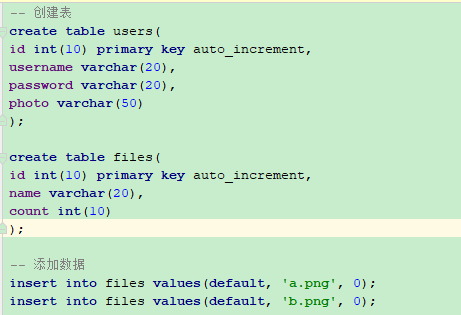 -- 创建表
create table users(
id int(10) primary key auto_increment,
username varchar(20),
password varchar(20),
photo varchar(50)
);
create table files(
id int(10) primary key auto_increment,
name varchar(20),
count int(10)
);
-- 添加数据
insert into files values(default, 'a.png', 0);
insert into files values(default, 'b.png', 0);